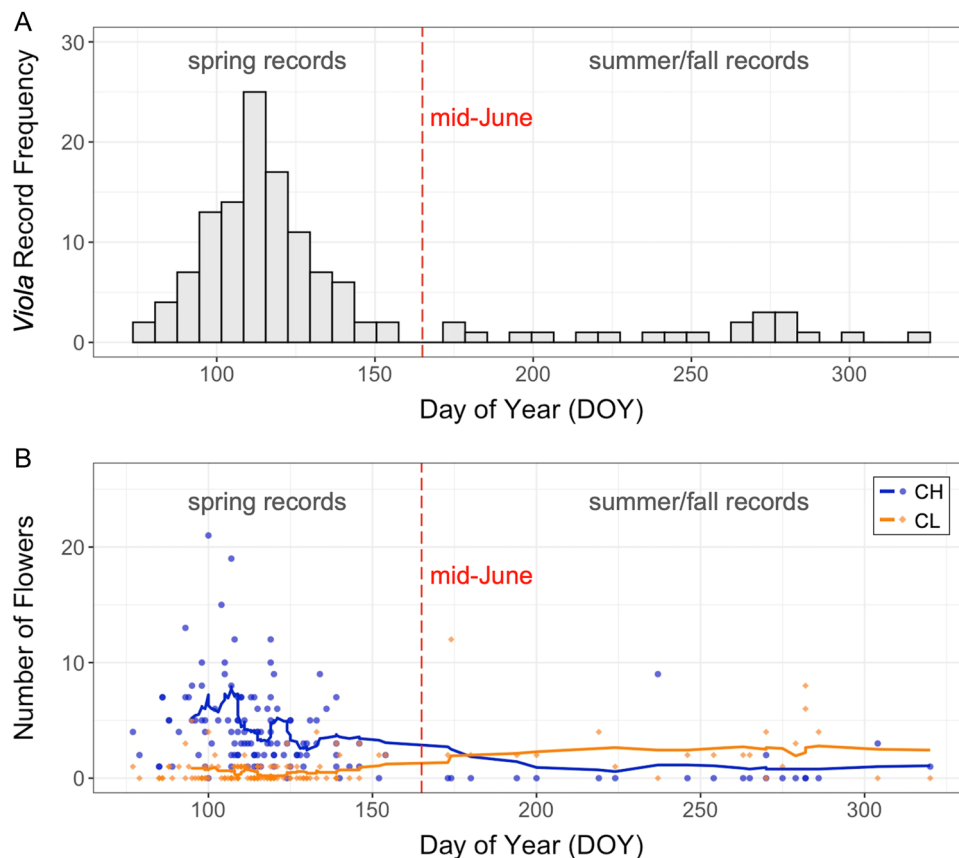 A
spring records
summer/fall records
mid-June
Viola Record Frequency
30
20
10
0
100
150
200
250
300
Day of Year (DOY)
B
spring records
summer/fall records
CH
CL
mid-June
Number of Flowers
20
10
0
100
150
200
250
300
Day of Year (DOY)